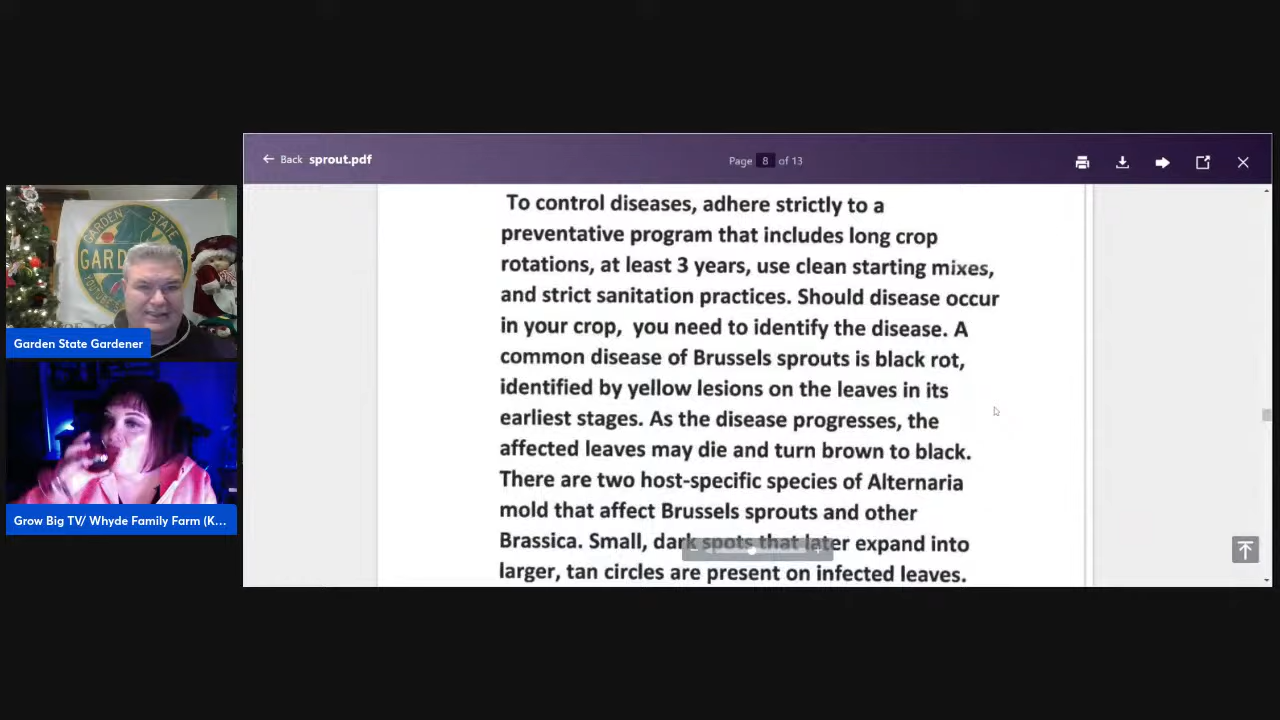 Back sprout.pdf
Page 8 of 13
To control diseases, adhere strictly to a
preventative program that includes long crop
rotations, at least 3 years, use clean starting mixes,
and strict sanitation practices. Should disease occur
in your crop, you need to identify the disease. A
common disease of Brussels sprouts is black rot,
identified by yellow lesions on the leaves in its
earliest stages. As the disease progresses, the
affected leaves may die and turn brown to black.
There are two host-specific species of Alternaria
mold that affect Brussels sprouts and other
Brassica. Small, dark spots that later expand into
larger, tan circles are present on infected leaves.
GARDEN STATE
GARD
Garden State Gardener
Grow Big TV/ Whyde Family Farm (K...